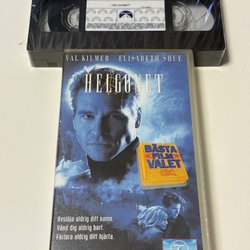 HELGONET
VAL KILMER ELISABETH SHUE
HELGONET
BÄSTA
FILM
VALET
Avslöja aldrig ditt namn.
Vänd dig aldrig bort.
Förlora aldrig ditt hjärta.